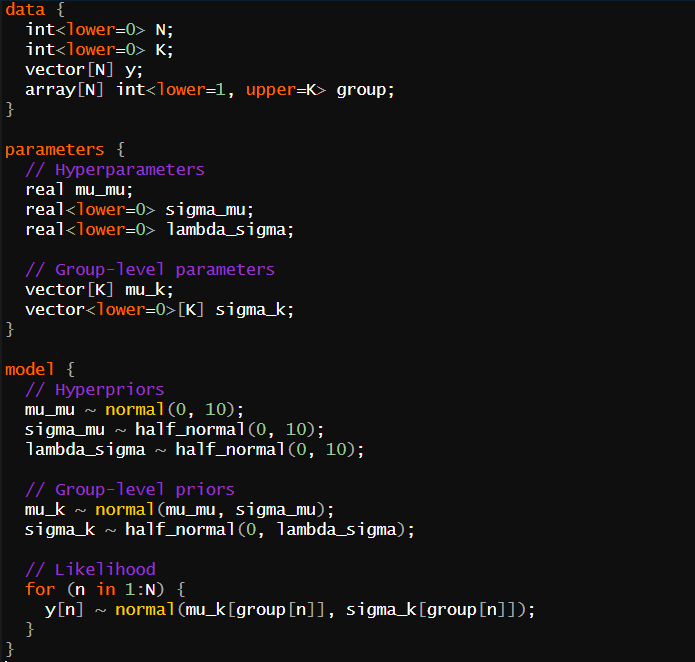 data {
  int<lower=0> N;
  int<lower=0> K;
  vector[N] y;
  array[N] int<lower=1, upper=K> group;
}

parameters {
  // Hyperparameters
  real mu_mu;
  real<lower=0> sigma_mu;
  real<lower=0> lambda_sigma;

  // Group-level parameters
  vector[K] mu_k;
  vector<lower=0>[K] sigma_k;
}

model {
  // Hyperpriors
  mu_mu ~ normal(0, 10);
  sigma_mu ~ half_normal(0, 10);
  lambda_sigma ~ half_normal(0, 10);

  // Group-level priors
  mu_k ~ normal(mu_mu, sigma_mu);
  sigma_k ~ half_normal(0, lambda_sigma);

  // Likelihood
  for (n in 1:N) {
    y[n] ~ normal(mu_k[group[n]], sigma_k[group[n]]);
  }
}